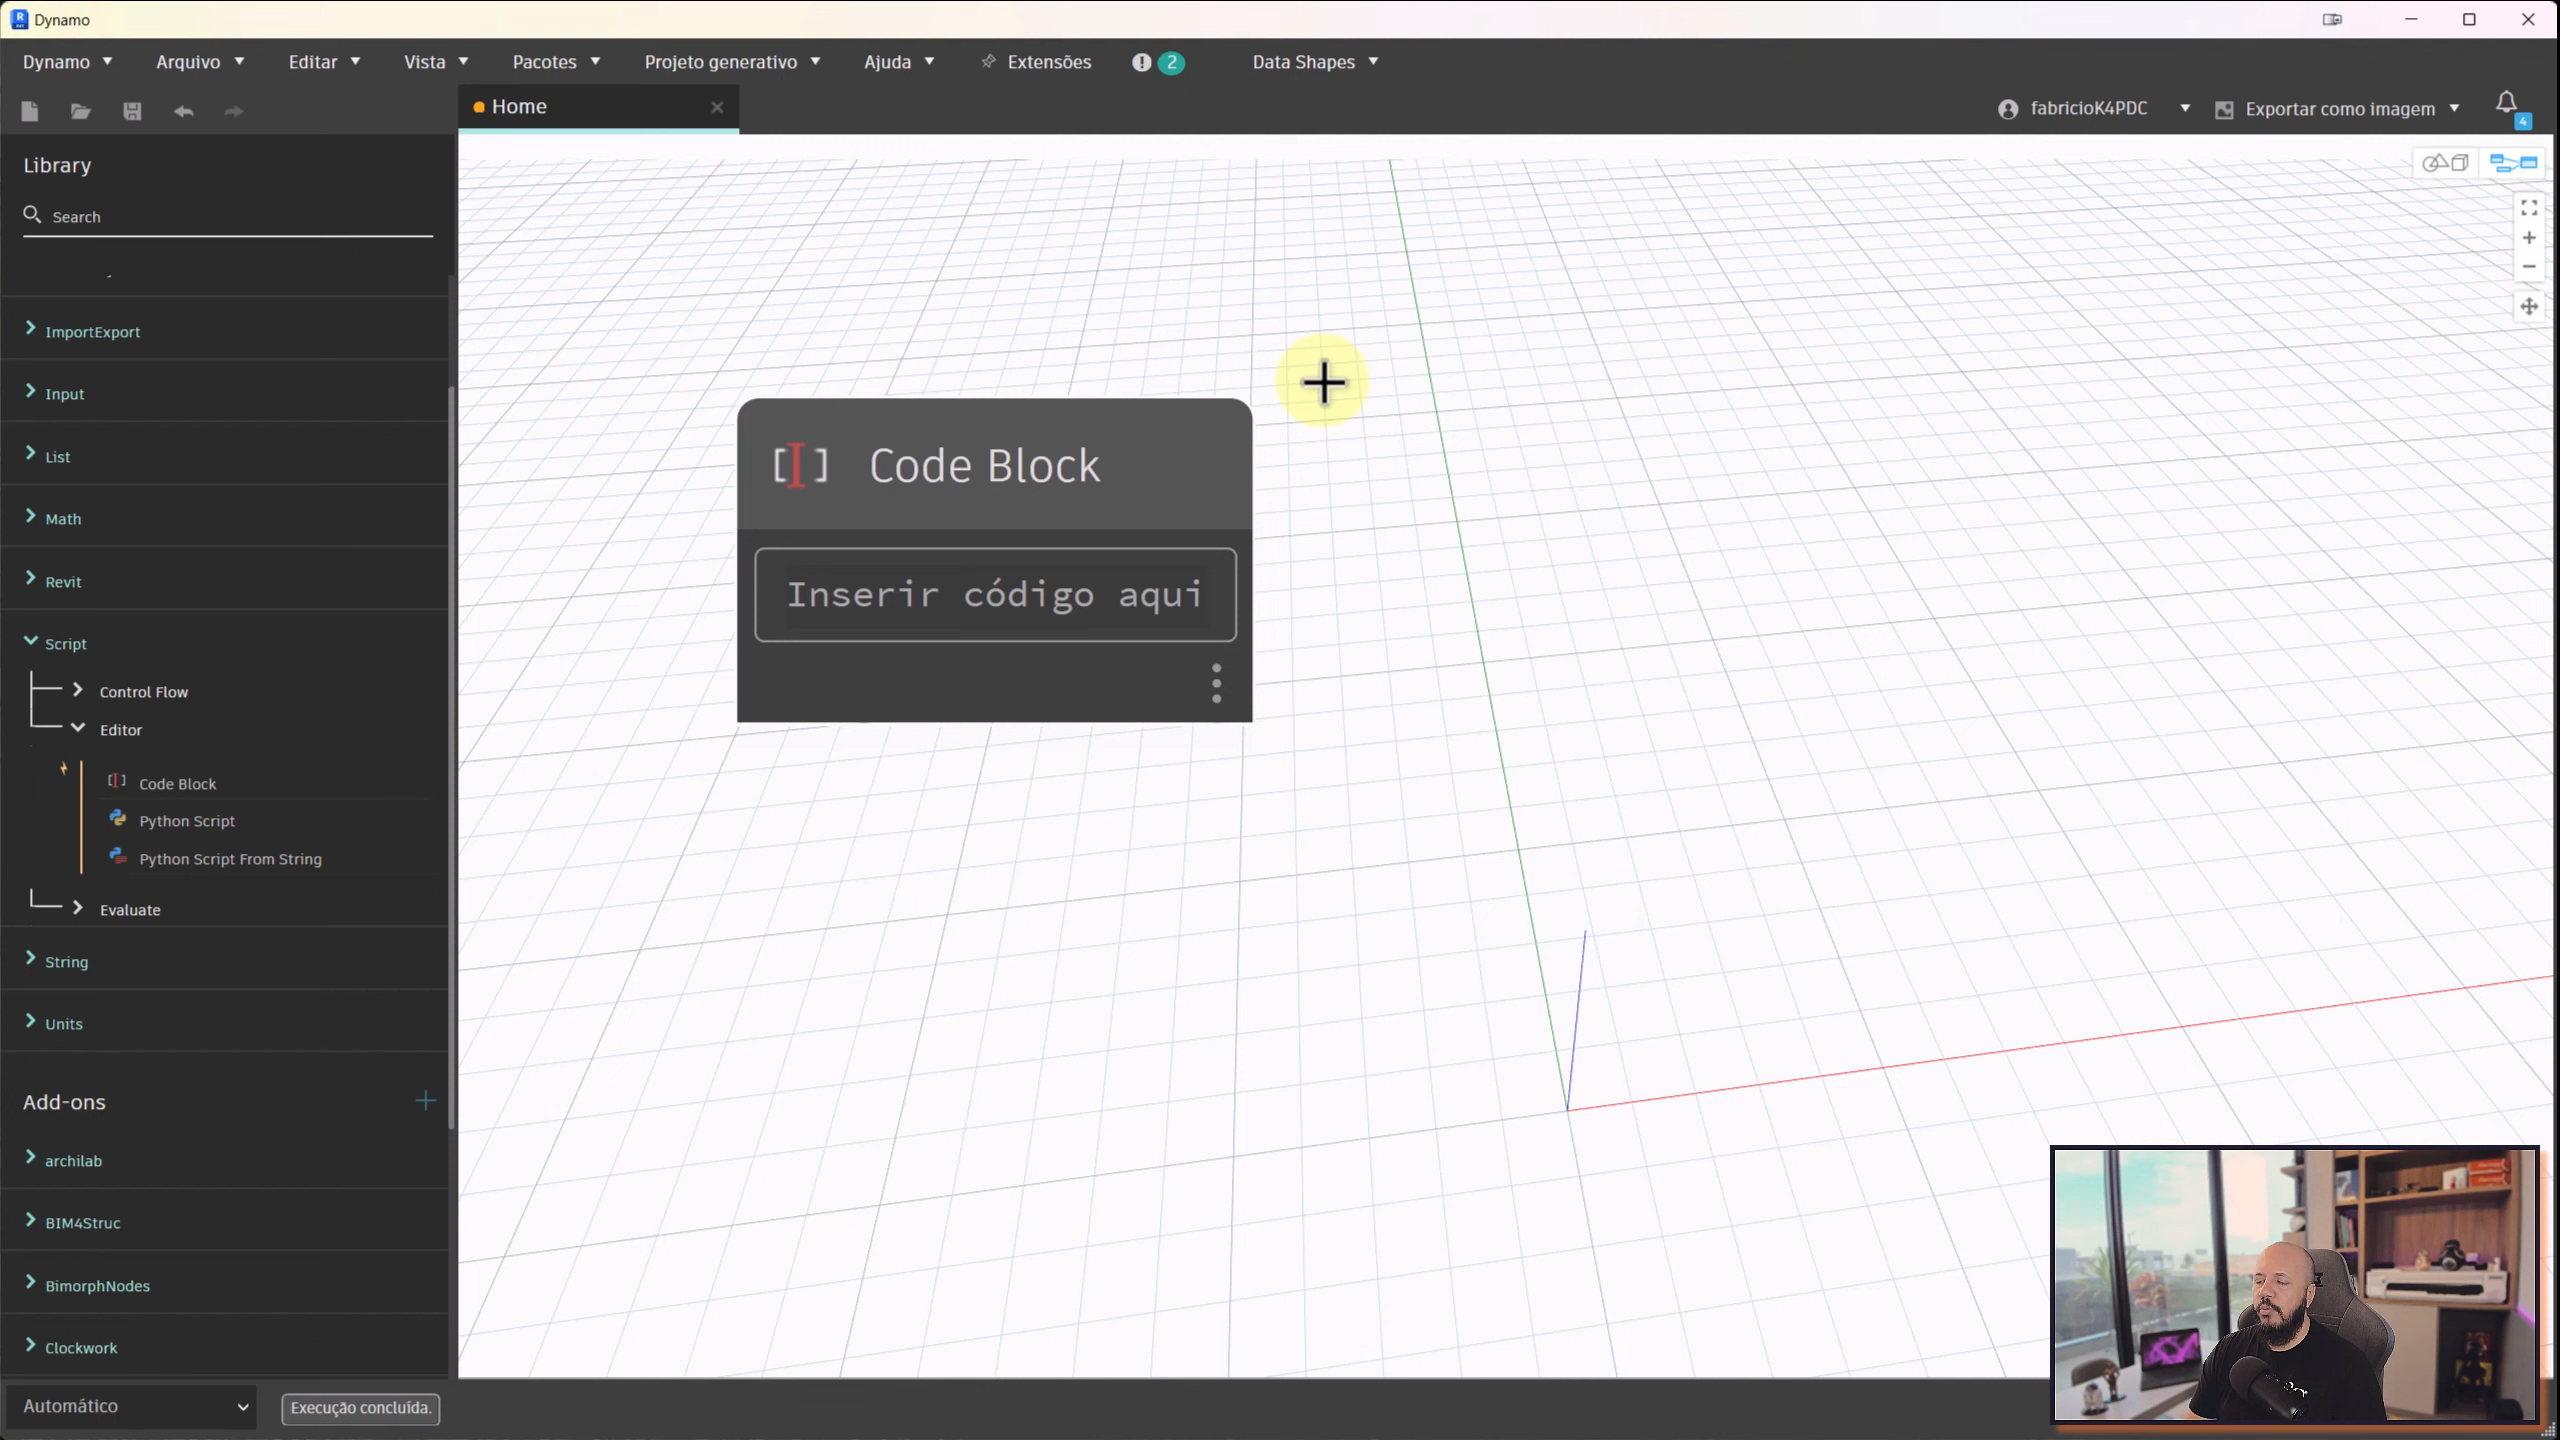 Dynamo
Dynamo Arquivo Editar Vista Pacotes Projeto generativo Ajuda Extensões 2 Data Shapes
Home
fabricioK4PDC Exportar como imagem 4
Library
Search
ImportExport
Input
List
Math
Revit
Script
Control Flow
Editor
Code Block
Python Script
Python Script From String
Evaluate
String
Units
Add-ons
archilab
BIM4Struc
BimorphNodes
Clockwork
Code Block
Inserir código aqui
Automático
Execução concluída.